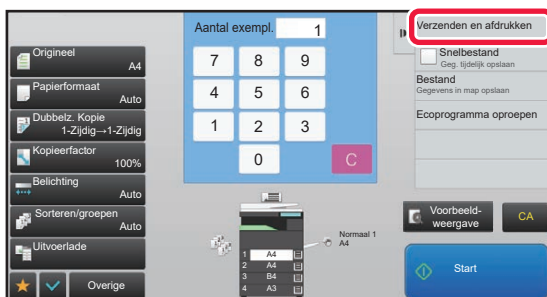 Origineel
A4
Papierformaat
Auto
Dubbelz. Kopie
1-Zijdig→1-Zijdig
Kopieerfactor
100%
Belichting
Auto
Sorteren/groepen
Auto
Uitvoerlade
Overige
Aantal exempl. 1
7 8 9
4 5 6
1 2 3
0 C
Normaal 1
A4
1 A4
2 A4
3 B4
4 A3
Verzenden en afdrukken
Snelbestand
Geg. tijdelijk opslaan
Bestand
Gegevens in map opslaan
Ecoprogramma oproepen
Voorbeeld-
weergave
CA
Start